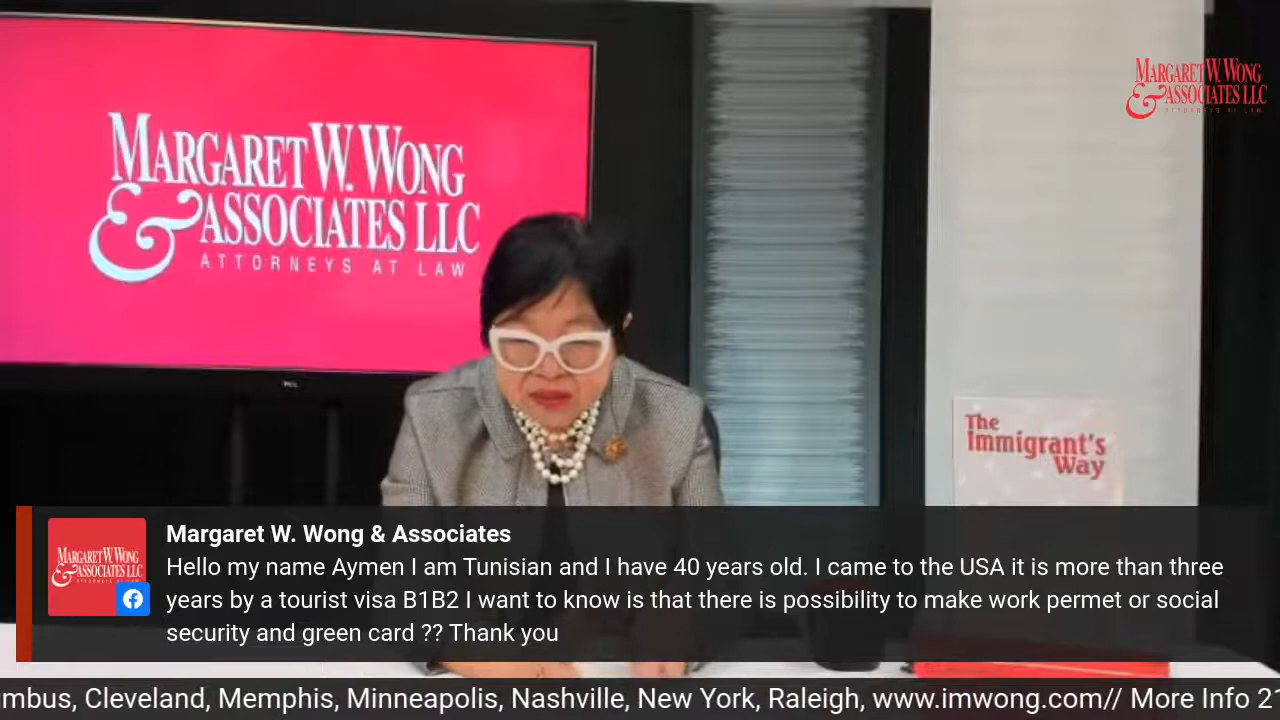 MARGARET W. WONG
& ASSOCIATES LLC
ATTORNEYS AT LAW
MARGARET W. WONG
& ASSOCIATES LLC
ATTORNEYS AT LAW
TCL
The
Immigrant's
Way
MARGARET W. WONG
& ASSOCIATES LLC
Margaret W. Wong & Associates
Hello my name Aymen I am Tunisian and I have 40 years old. I came to the USA it is more than three
years by a tourist visa B1B2 I want to know is that there is possibility to make work permet or social
security and green card ?? Thank you
mbus, Cleveland, Memphis, Minneapolis, Nashville, New York, Raleigh, www.imwong.com// More Info 21